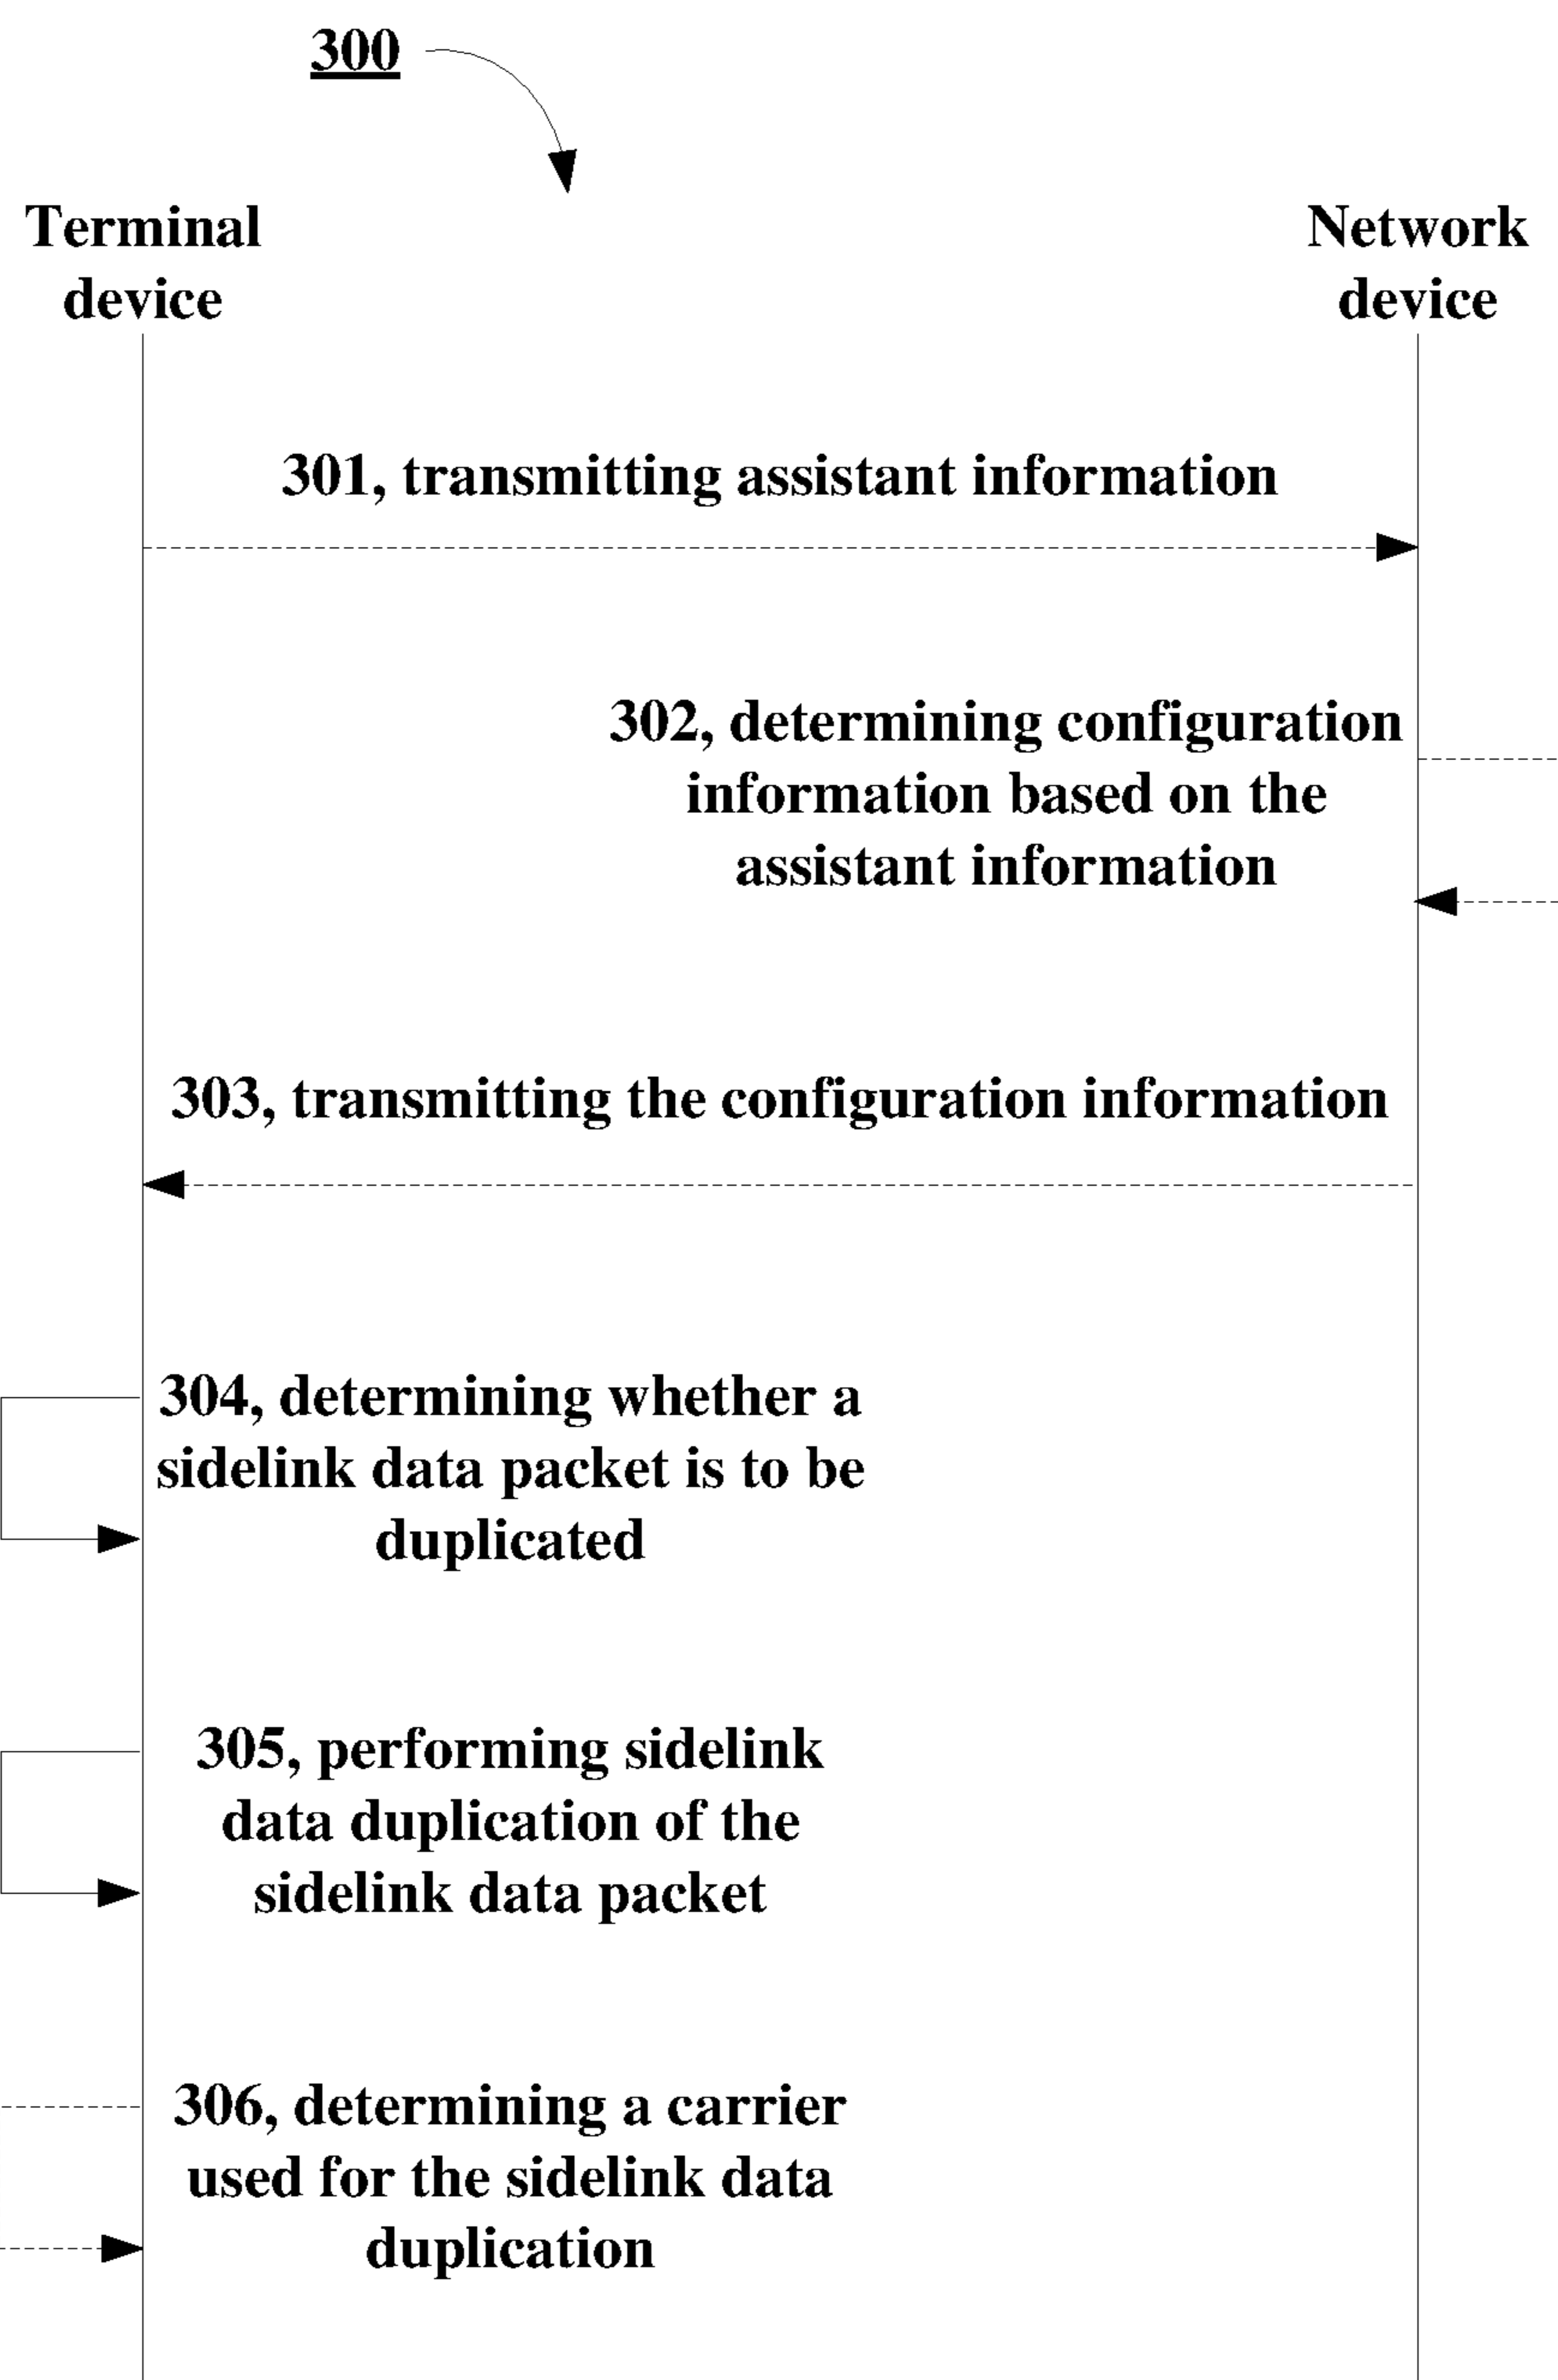 300
Terminal
device
Network
device
301, transmitting assistant information
302, determining configuration
information based on the
assistant information
303, transmitting the configuration information
304, determining whether a
sidelink data packet is to be
duplicated
305, performing sidelink
data duplication of the
sidelink data packet
306, determining a carrier
used for the sidelink data
duplication